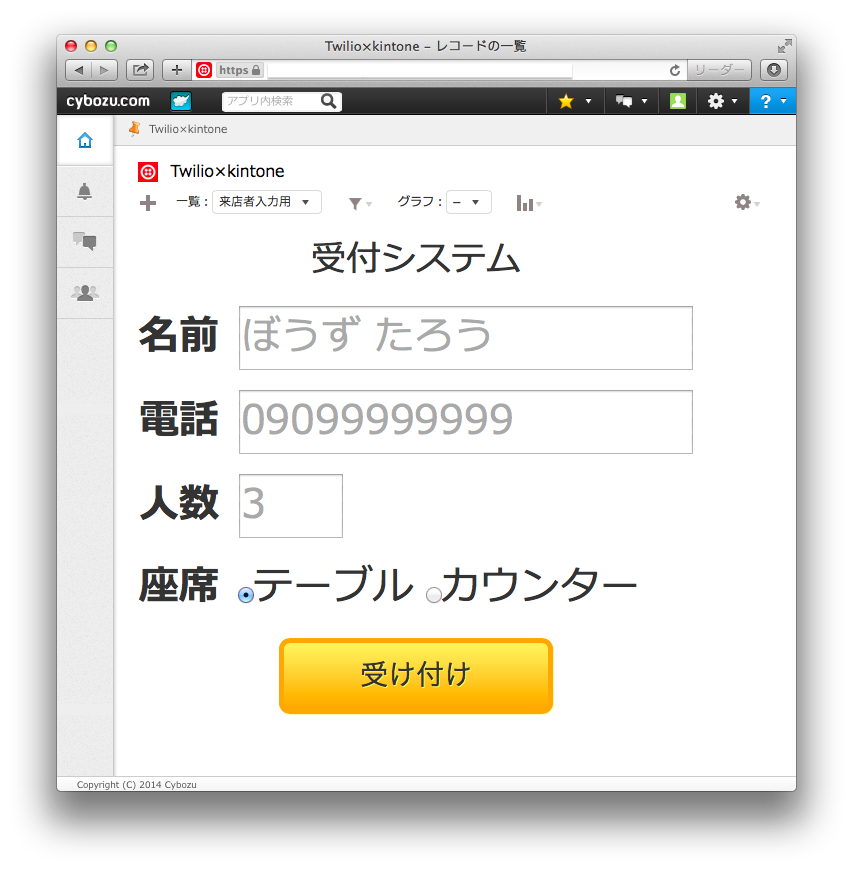 Twilio×kintone – レコードの一覧
https リーダー
cybozu.com アプリ内検索 ?
Twilio×kintone
Twilio×kintone
一覧 : 来店者入力用 グラフ : –
受付システム
名前 ぼうず たろう
電話 09099999999
人数 3
座席 テーブル カウンター
受け付け
Copyright (C) 2014 Cybozu